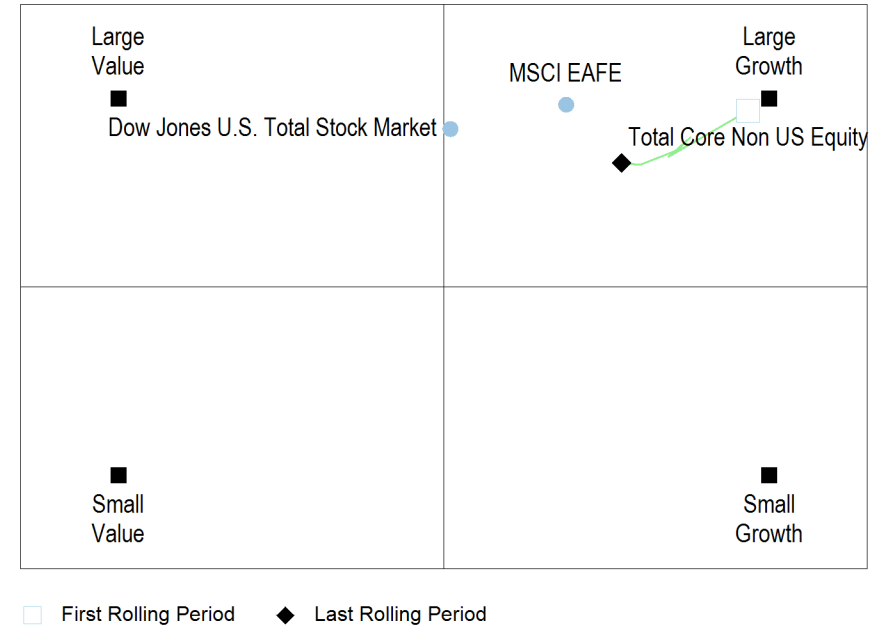 Large
Value
Large
Growth
MSCI EAFE
Dow Jones U.S. Total Stock Market
Total Core Non US Equity
Small
Value
Small
Growth
First Rolling Period
Last Rolling Period